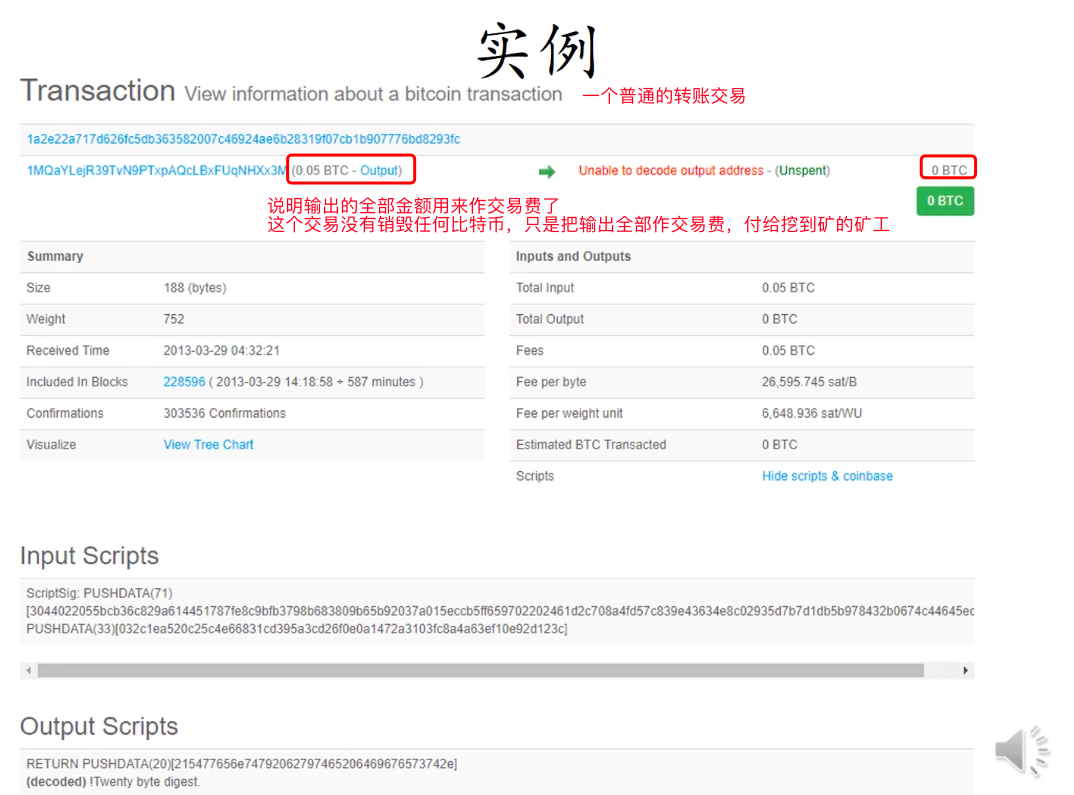 实例
Transaction View information about a bitcoin transaction 一个普通的转账交易
1a2e22a717d626fc5db363582007c46924ae6b28319f07cb1b907776bd8293fc
1MQaYLejR39TvN9PTxpAQcLBxFUqNHXx3M (0.05 BTC - Output) Unable to decode output address - (Unspent) 0 BTC
0 BTC
说明输出的全部金额用来作交易费了
这个交易没有销毁任何比特币，只是把输出全部作交易费，付给挖到矿的矿工
Summary
Size 188 (bytes)
Weight 752
Received Time 2013-03-29 04:32:21
Included In Blocks 228596 ( 2013-03-29 14:18:58 + 587 minutes )
Confirmations 303536 Confirmations
Visualize View Tree Chart
Inputs and Outputs
Total Input 0.05 BTC
Total Output 0 BTC
Fees 0.05 BTC
Fee per byte 26,595.745 sat/B
Fee per weight unit 6,648.936 sat/WU
Estimated BTC Transacted 0 BTC
Scripts Hide scripts & coinbase
Input Scripts
ScriptSig: PUSHDATA(71)
[3044022055bcb36c829a614451787fe8c9bfb3798b683809b65b92037a015eccb5ff659702202461d2c708a4fd57c839e43634e8c02935d7b7d1db5b978432b0674c44645ec
PUSHDATA(33)[032c1ea520c25c4e66831cd395a3cd26f0e0a1472a3103fc8a4a63ef10e92d123c]
Output Scripts
RETURN PUSHDATA(20)[215477656e74792062797465206469676573742e]
(decoded) !Twenty byte digest.